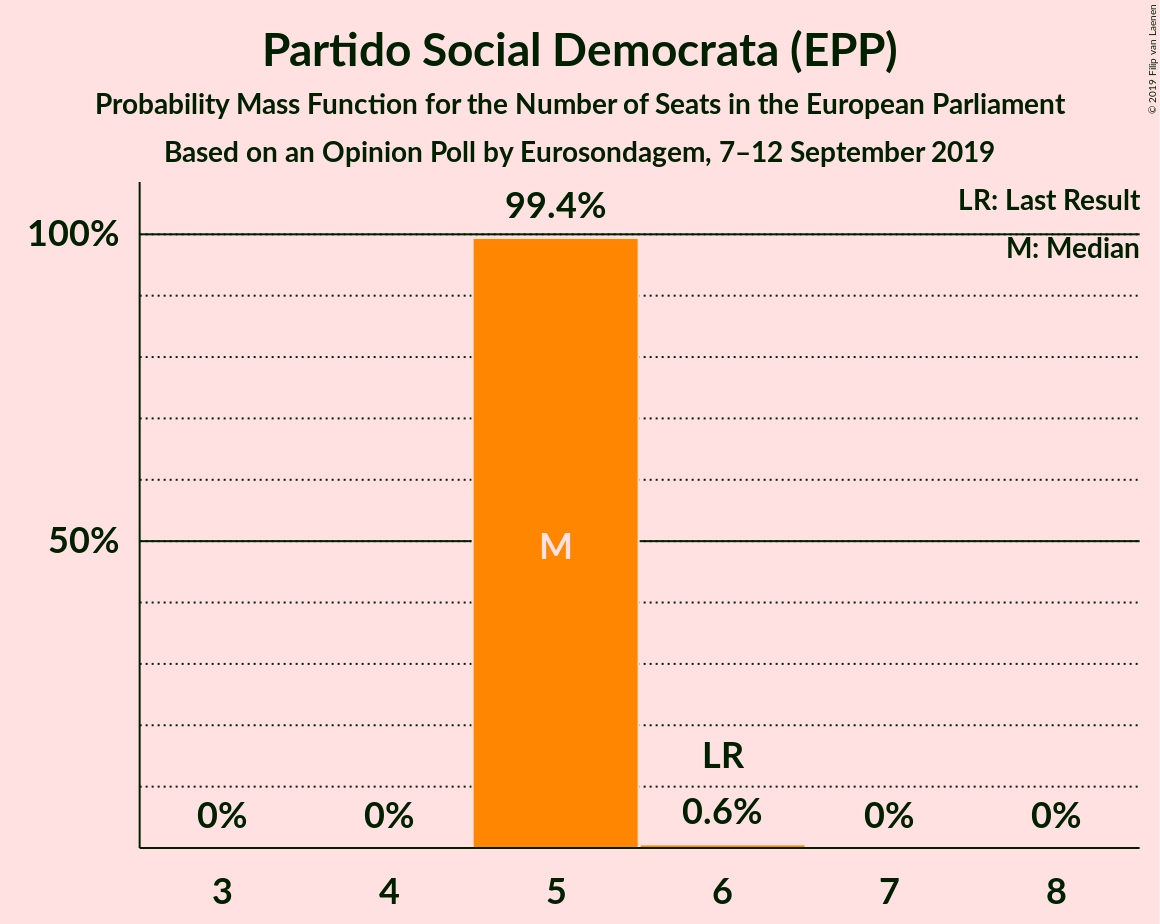 Partido Social Democrata (EPP)
Probability Mass Function for the Number of Seats in the European Parliament
Based on an Opinion Poll by Eurosondagem, 7–12 September 2019
© 2019 Filip van Laenen
LR: Last Result
M: Median
99.4%
100%
50%
M
LR
0% 0% 0.6% 0% 0%
3 4 5 6 7 8